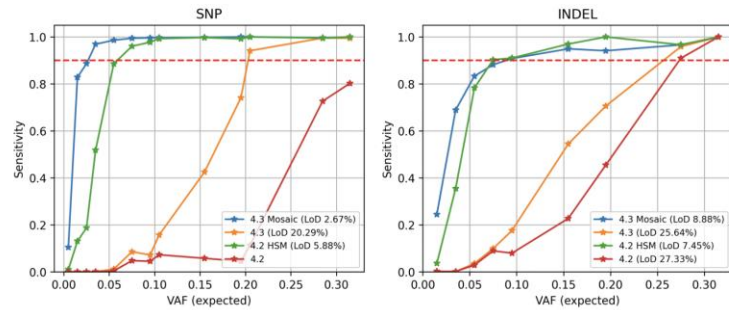 SNP
1.0
0.8
0.6
0.4
0.2
0.0
Sensitivity
0.00 0.05 0.10 0.15 0.20 0.25 0.30
VAF (expected)
4.3 Mosaic (LoD 2.67%)
4.3 (LoD 20.29%)
4.2 HSM (LoD 5.88%)
4.2
INDEL
1.0
0.8
0.6
0.4
0.2
0.0
Sensitivity
0.00 0.05 0.10 0.15 0.20 0.25 0.30
VAF (expected)
4.3 Mosaic (LoD 8.88%)
4.3 (LoD 25.64%)
4.2 HSM (LoD 7.45%)
4.2 (LoD 27.33%)